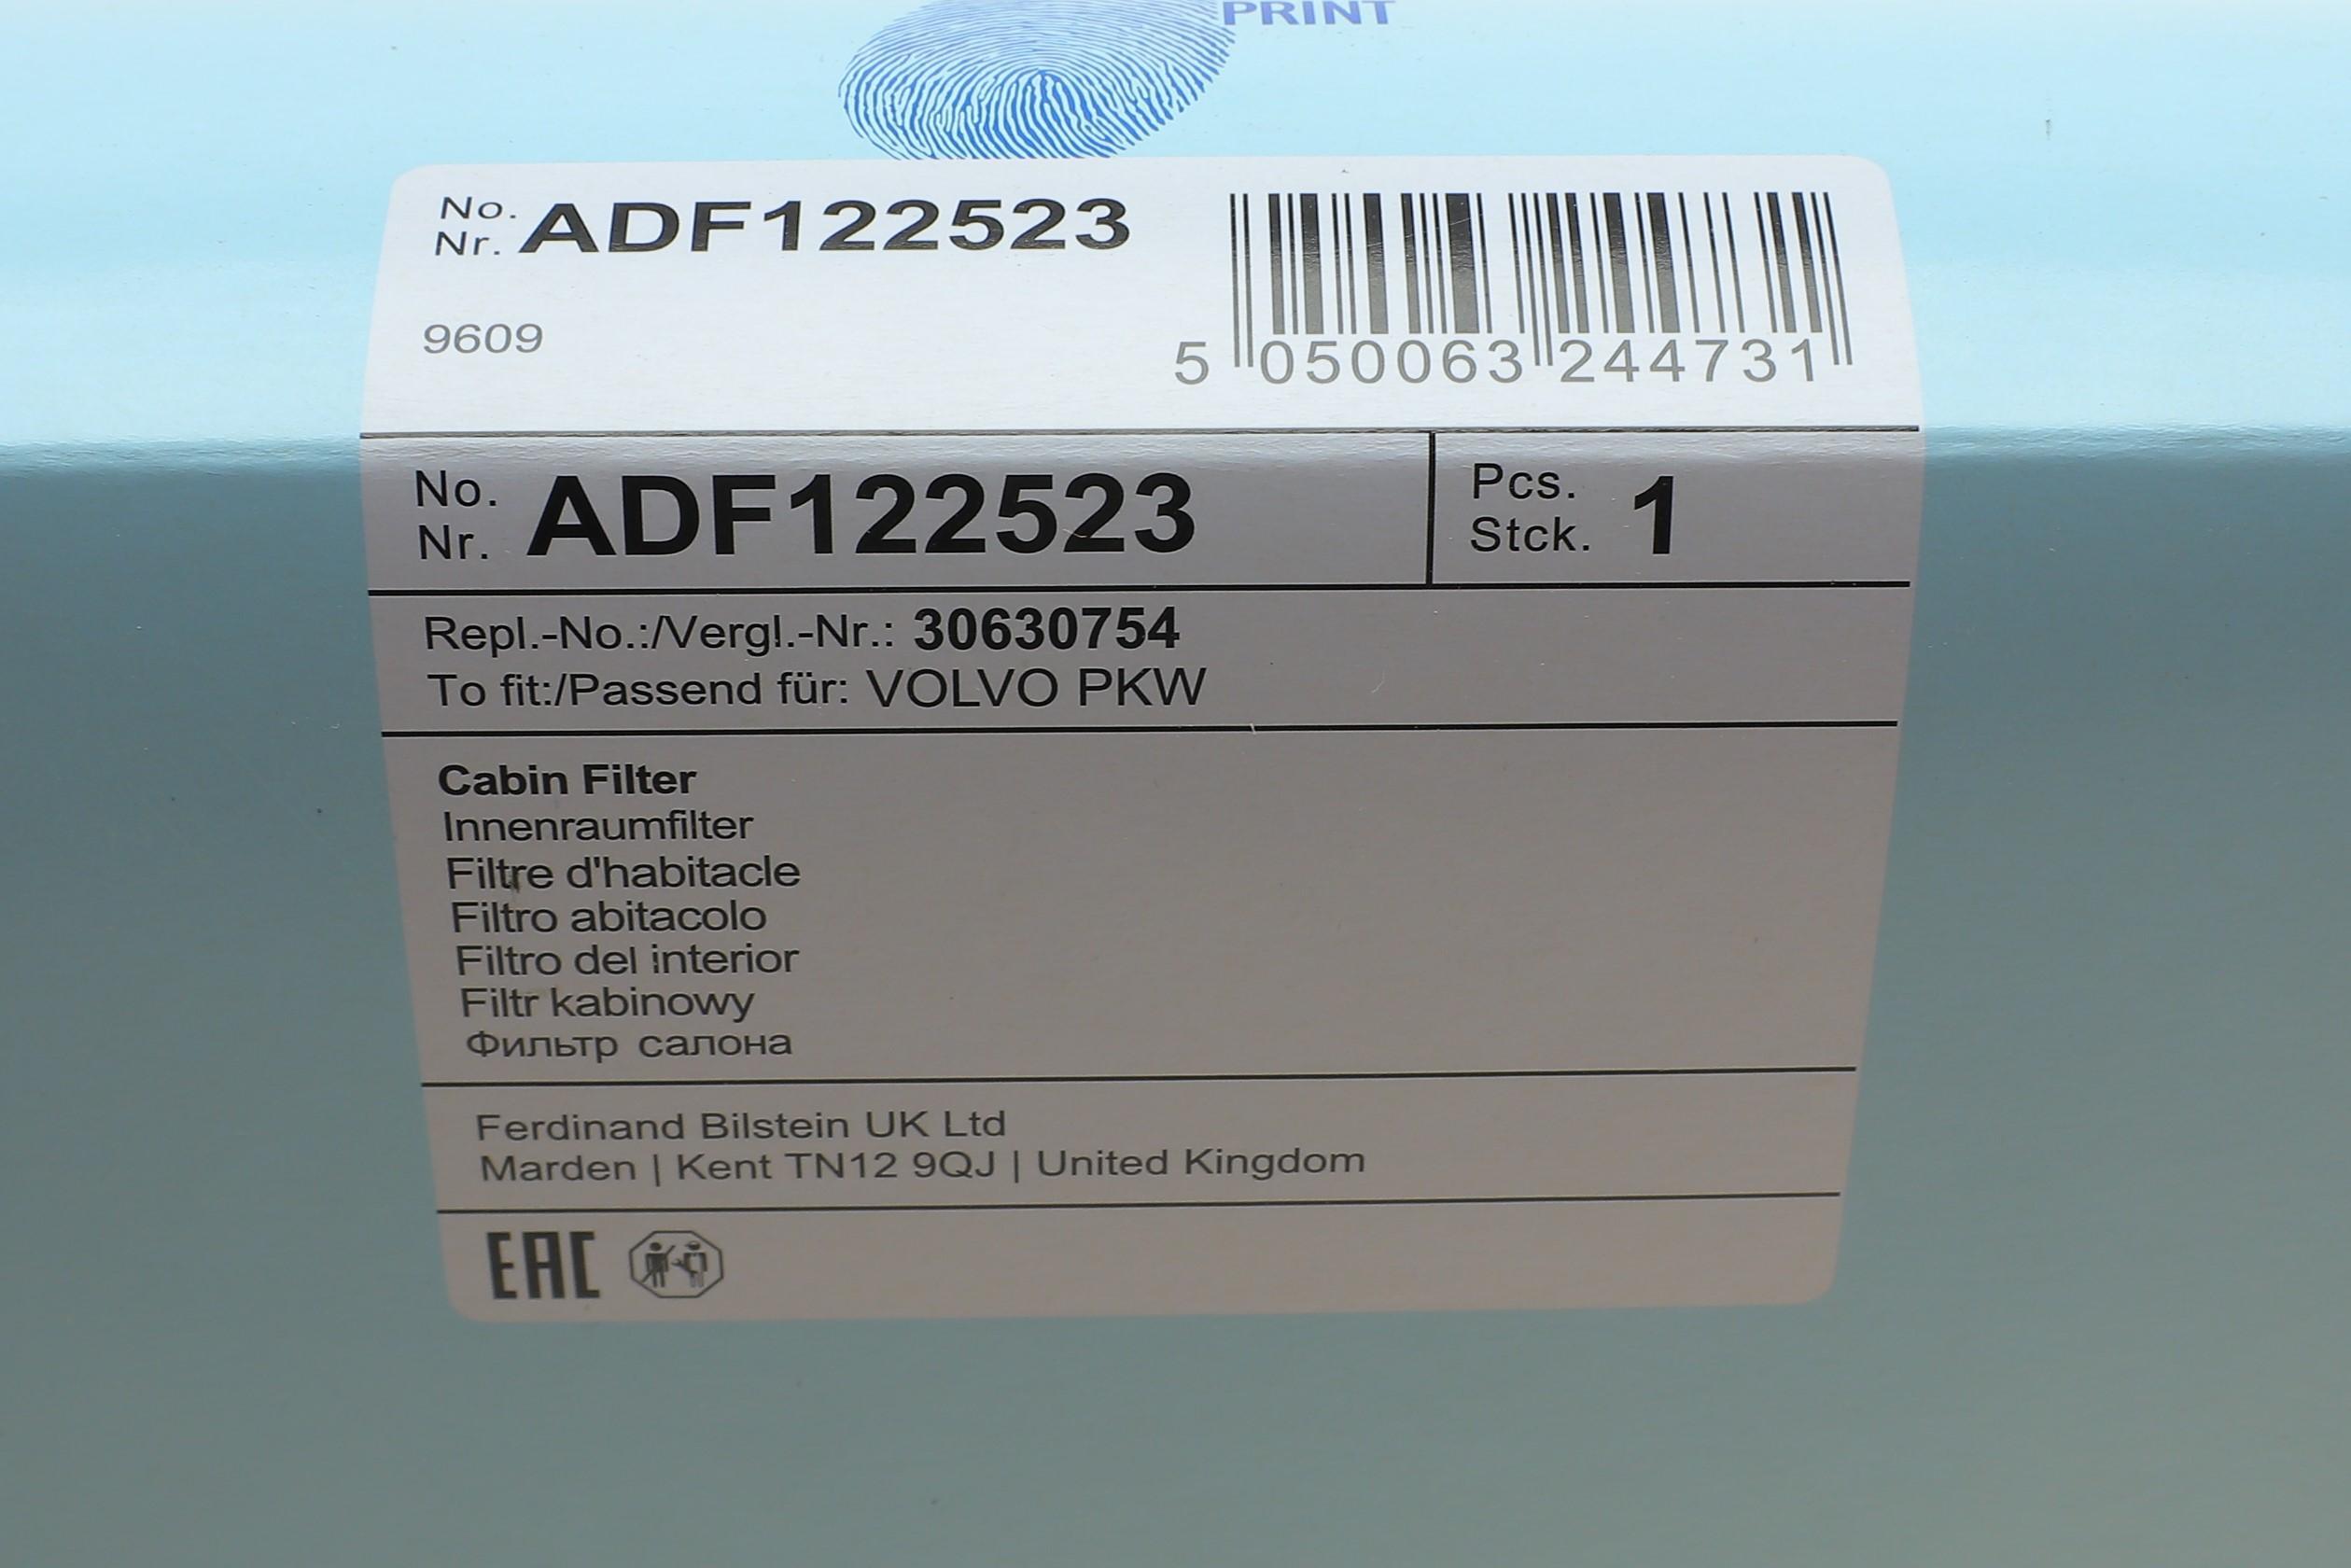 PRINT
No.
Nr. ADF122523
9609
5 050063 244731
No.
Nr. ADF122523
Pcs.
Stck. 1
Repl.-No.:/Vergl.-Nr.: 30630754
To fit:/Passend für: VOLVO PKW
Cabin Filter
Innenraumfilter
Filtre d'habitacle
Filtro abitacolo
Filtro del interior
Filtr kabinowy
Фильтр салона
Ferdinand Bilstein UK Ltd
Marden | Kent TN12 9QJ | United Kingdom
EAC